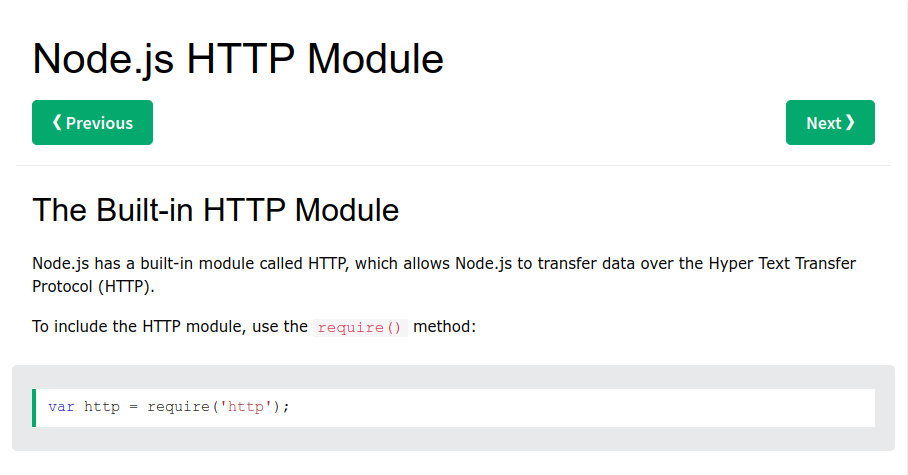 Node.js HTTP Module
❮ Previous
Next ❯
The Built-in HTTP Module
Node.js has a built-in module called HTTP, which allows Node.js to transfer data over the Hyper Text Transfer
Protocol (HTTP).
To include the HTTP module, use the require() method:
var http = require('http');